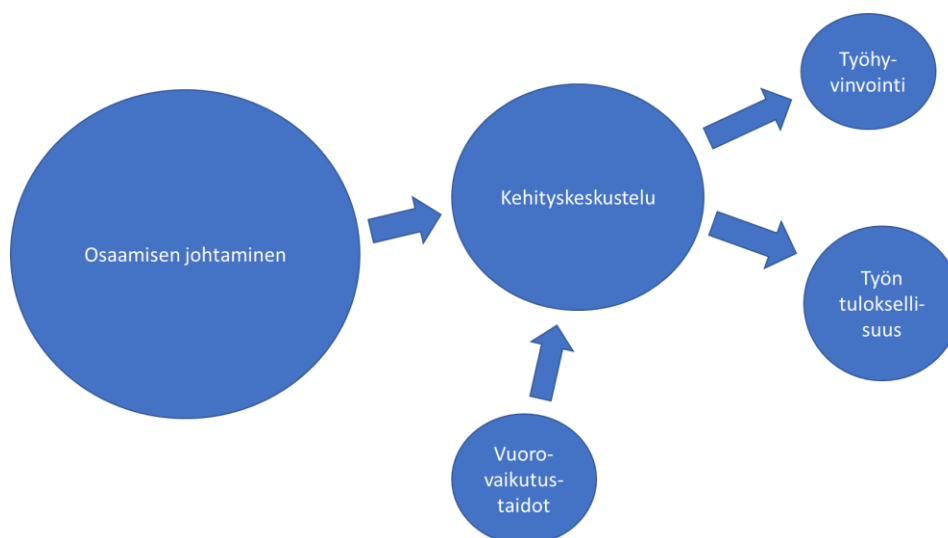 Osaamisen johtaminen
Kehityskeskustelu
Työhy-
vinvointi
Työn
tulokselli-
suus
Vuoro-
vaikutus-
taidot